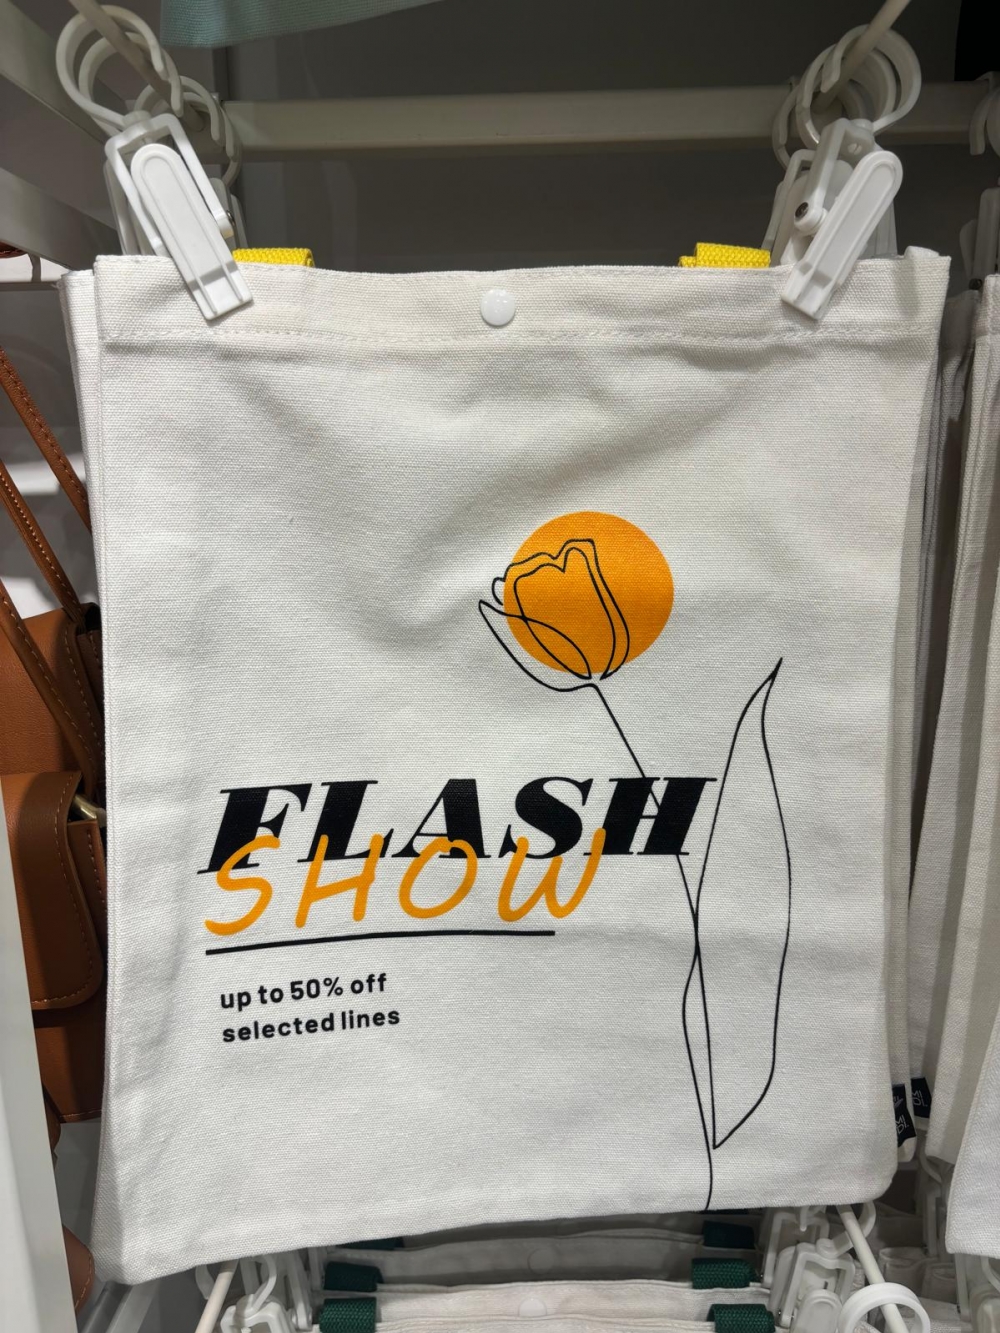 FLASH
SHOW
up to 50% off
selected lines